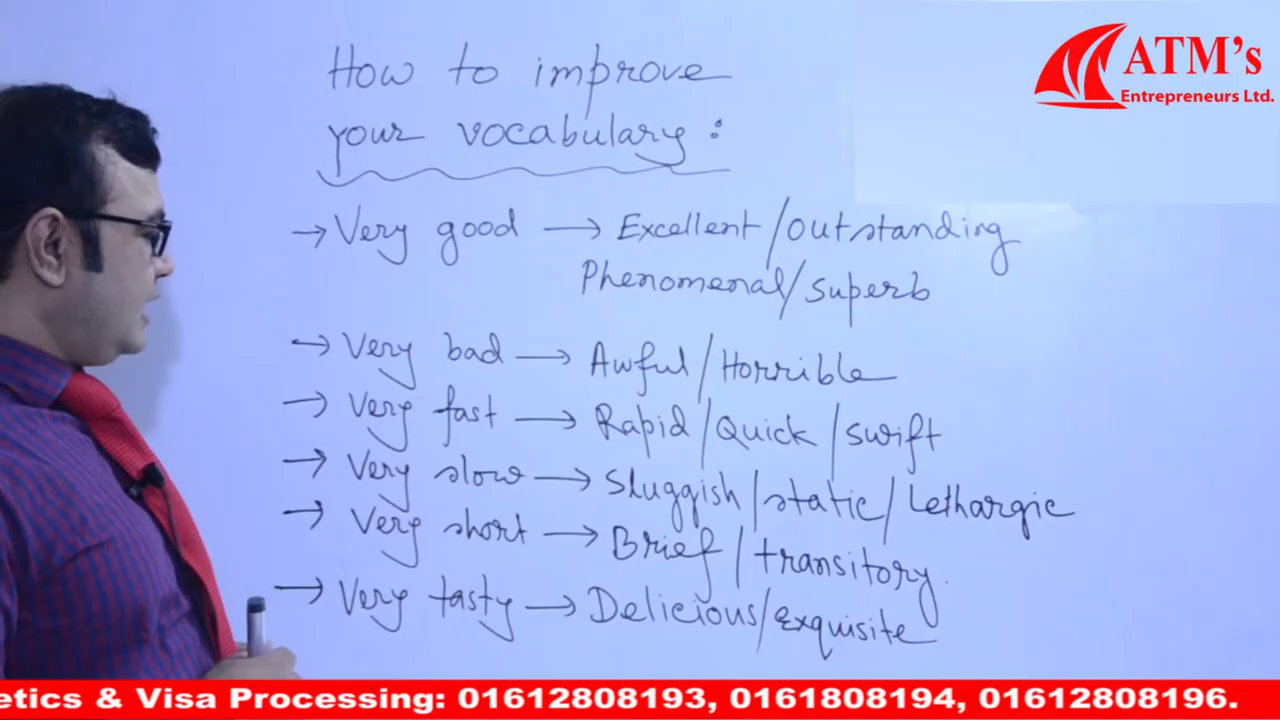 How to improve
your vocabulary :
→ Very good → Excellent/outstanding
Phenomenal/superb
→ Very bad → Awful/Horrible
→ Very fast → Rapid/Quick/swift
→ Very slow → Sluggish/static/Lethargic
→ Very short → Brief/transitory.
→ Very tasty → Delicious/exquisite
ATM's
Entrepreneurs Ltd.
etics & Visa Processing: 01612808193, 0161808194, 01612808196.